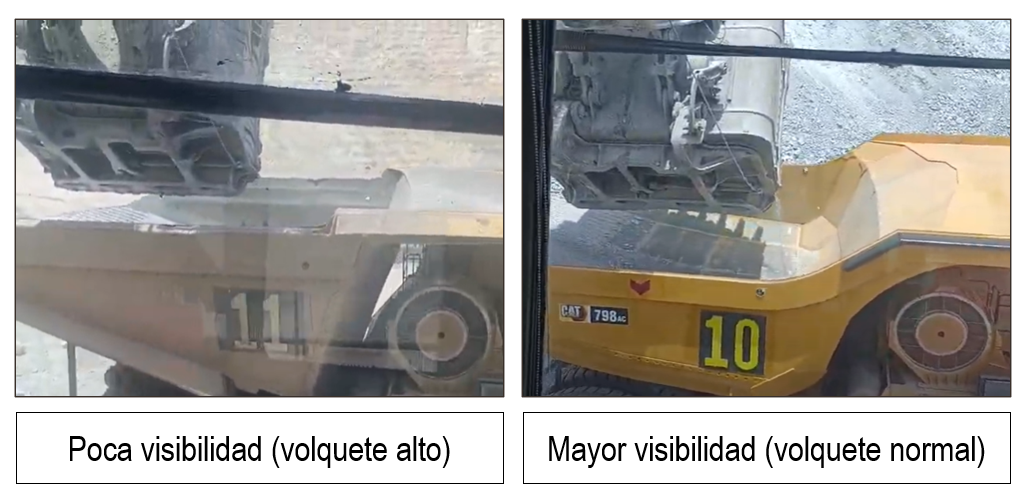 11
CAT 798AC
10
Poca visibilidad (volquete alto)
Mayor visibilidad (volquete normal)